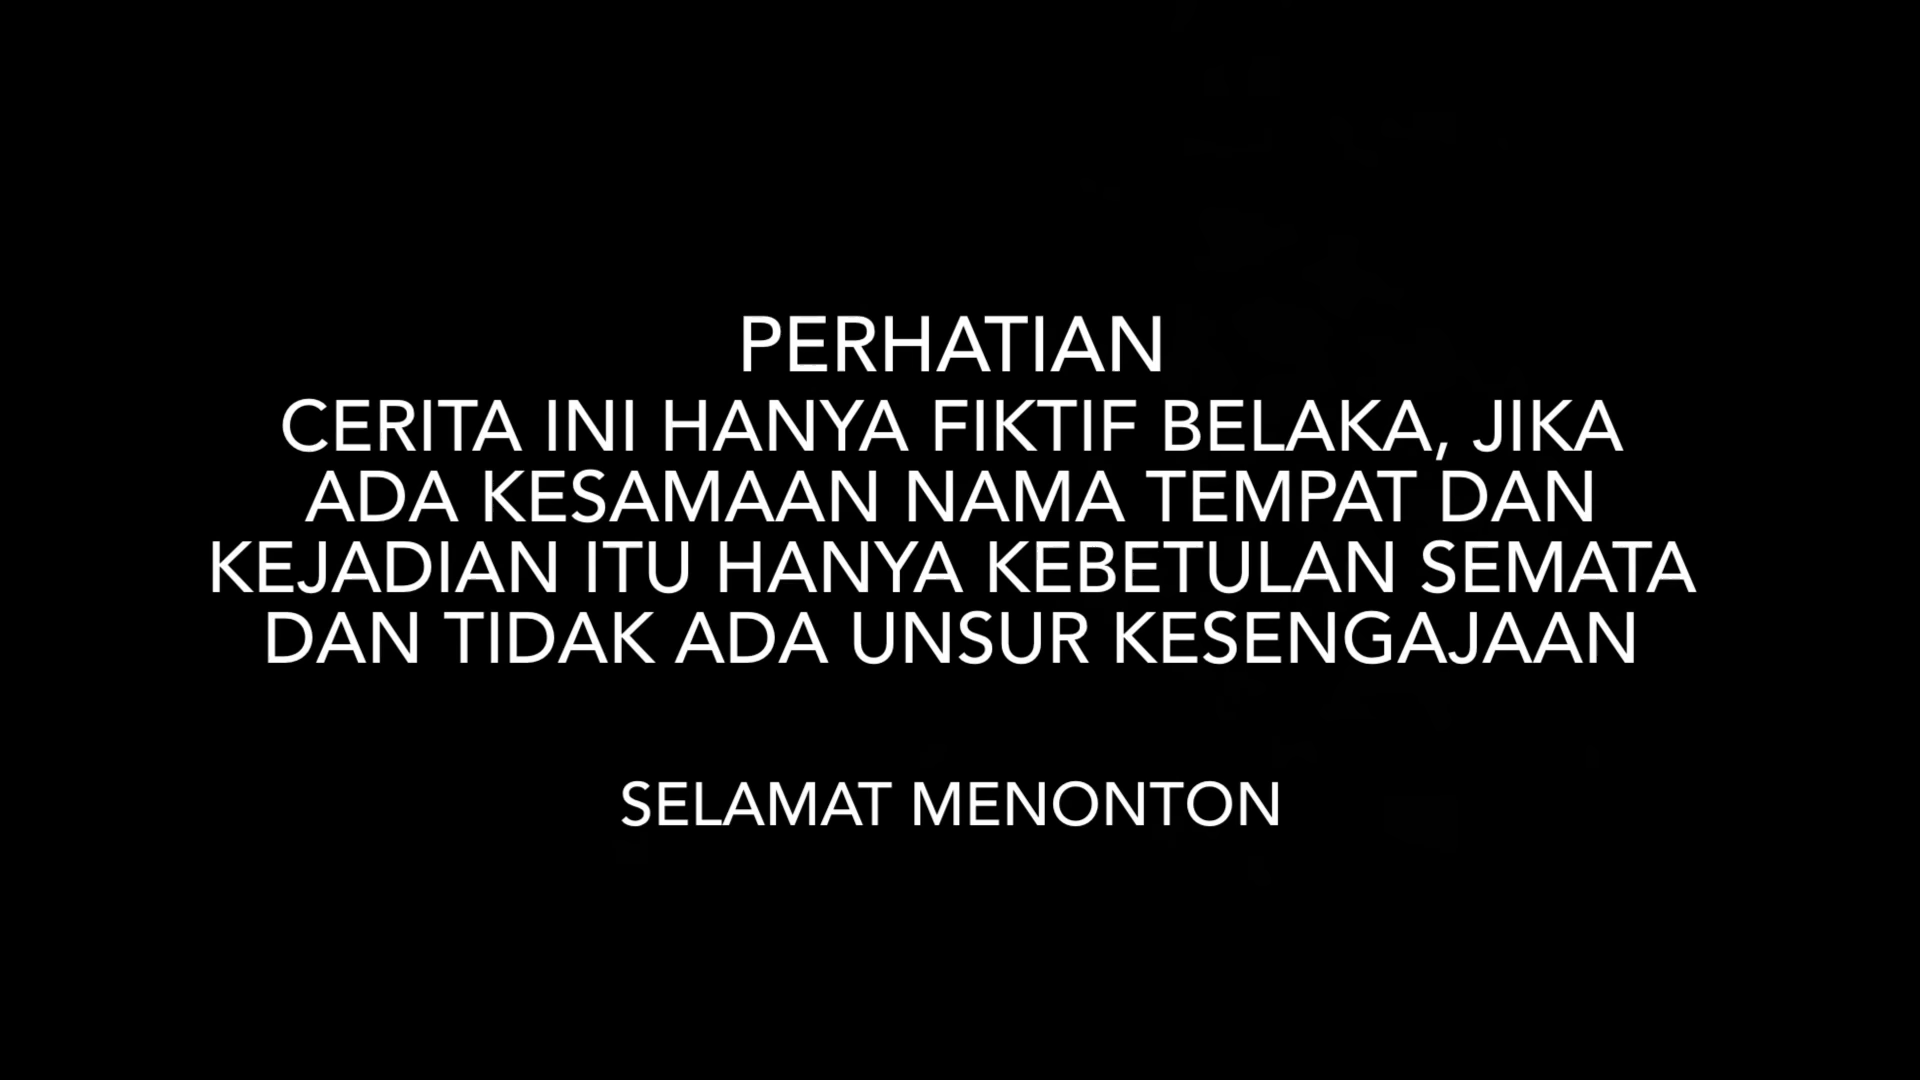 PERHATIAN
CERITA INI HANYA FIKTIF BELAKA, JIKA
ADA KESAMAAN NAMA TEMPAT DAN
KEJADIAN ITU HANYA KEBETULAN SEMATA
DAN TIDAK ADA UNSUR KESENGAJAAN
SELAMAT MENONTON